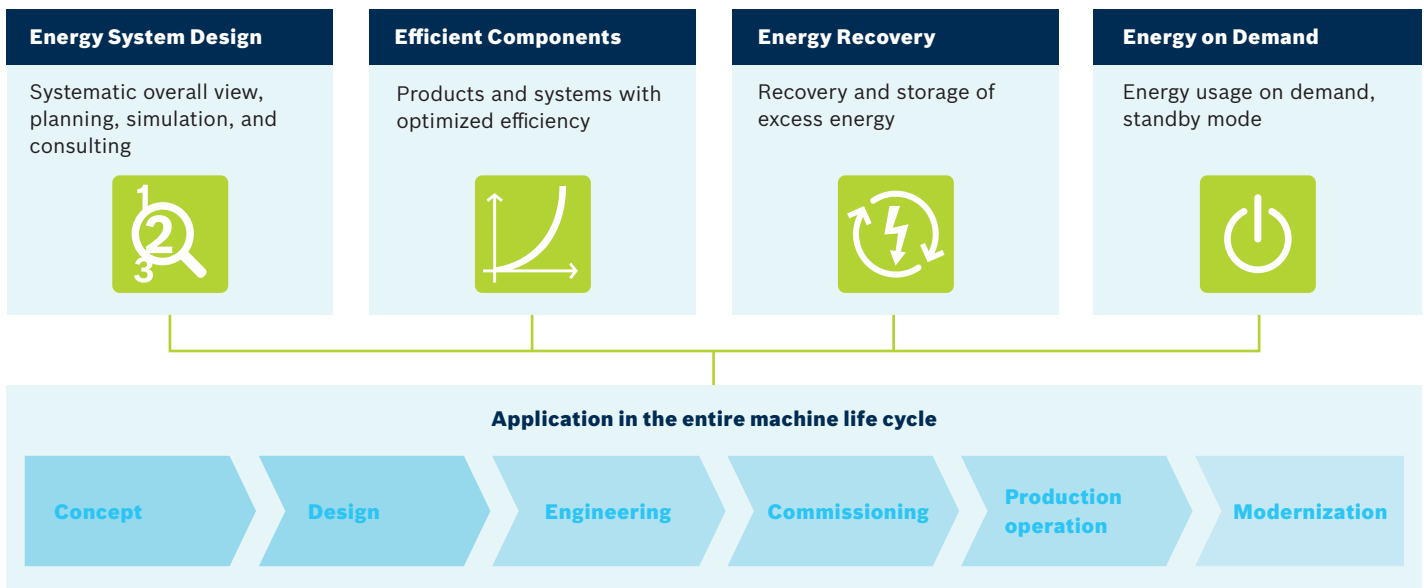 Energy System Design
Systematic overall view,
planning, simulation, and
consulting
1
2
3
Efficient Components
Products and systems with
optimized efficiency
Energy Recovery
Recovery and storage of
excess energy
Energy on Demand
Energy usage on demand,
standby mode
Application in the entire machine life cycle
Concept
Design
Engineering
Commissioning
Production
operation
Modernization